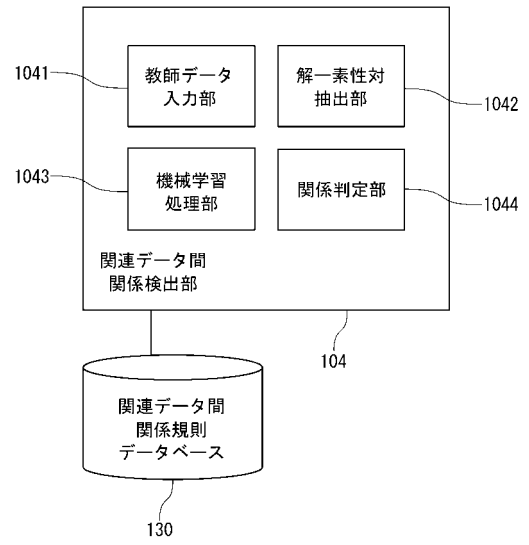 1041
教師データ
入力部
解ー素性対
抽出部
1042
1043
機械学習
処理部
関係判定部
1044
関連データ間
関係検出部
104
関連データ間
関係規則
データベース
130